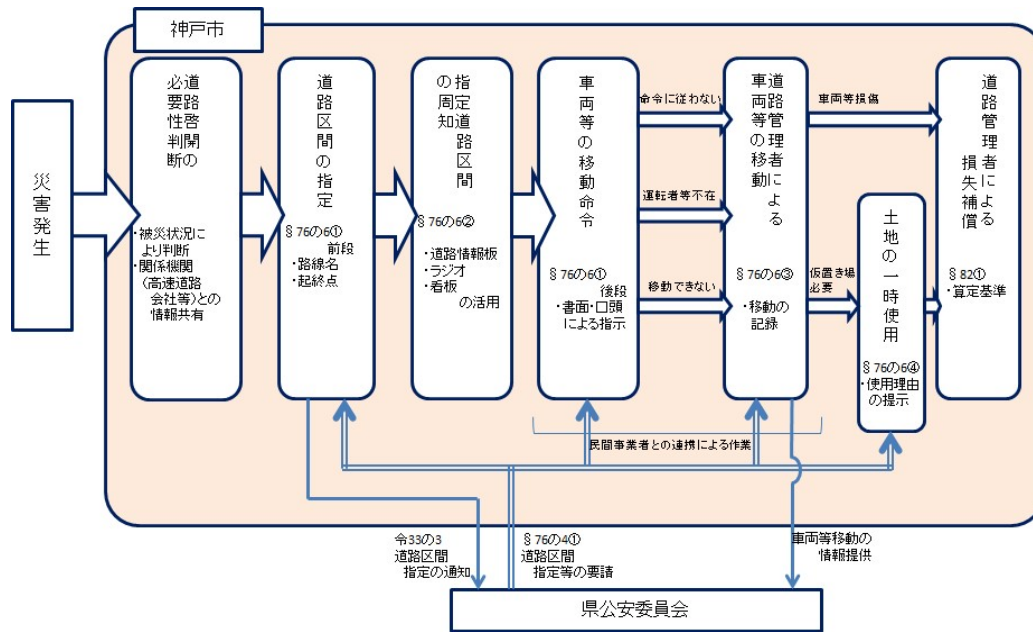 神戸市
災害発生
道路啓開の
必要性判断
・被災状況に
より判断
・関係機関
(高速道路
会社等)との
情報共有
道路区間の指定
§76の6①
前段
・路線名
・起終点
指定道路区間
の周知
§76の6②
・道路情報板
・ラジオ
・看板
の活用
車両等の移動命令
§76の6①
後段
・書面・口頭
による指示
命令に従わない
運転者等不在
移動できない
道路管理者による
車両等の移動
§76の6③
・移動の
記録
車両等損傷
仮置き場
必要
土地の一時使用
§76の6④
・使用理由
の提示
道路管理者による
損失補償
§82①
・算定基準
民間事業者との連携による作業
令33の3
道路区間
指定の通知
§76の4①
道路区間
指定等の要請
車両等移動の
情報提供
県公安委員会